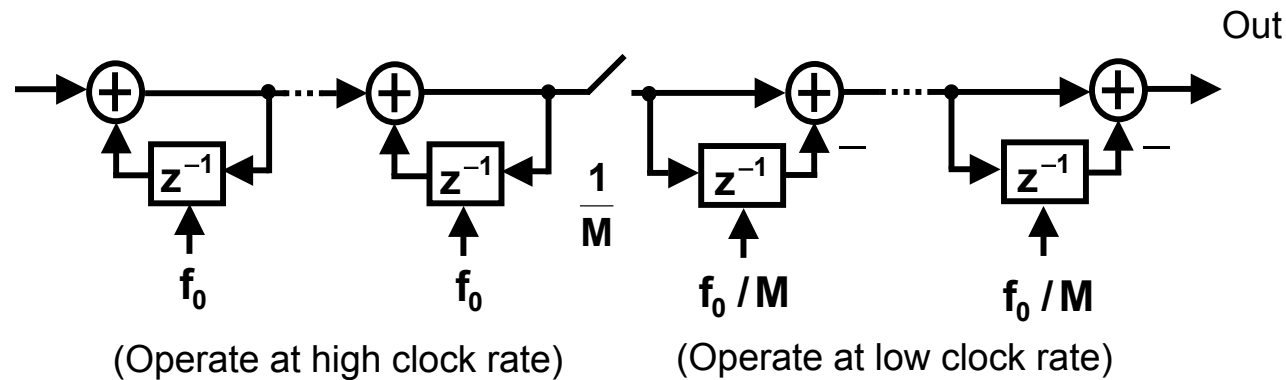 Out
+ + + +
z⁻¹ z⁻¹ z⁻¹ z⁻¹
− −
1
M
f₀ f₀ f₀ / M f₀ / M
(Operate at high clock rate) (Operate at low clock rate)